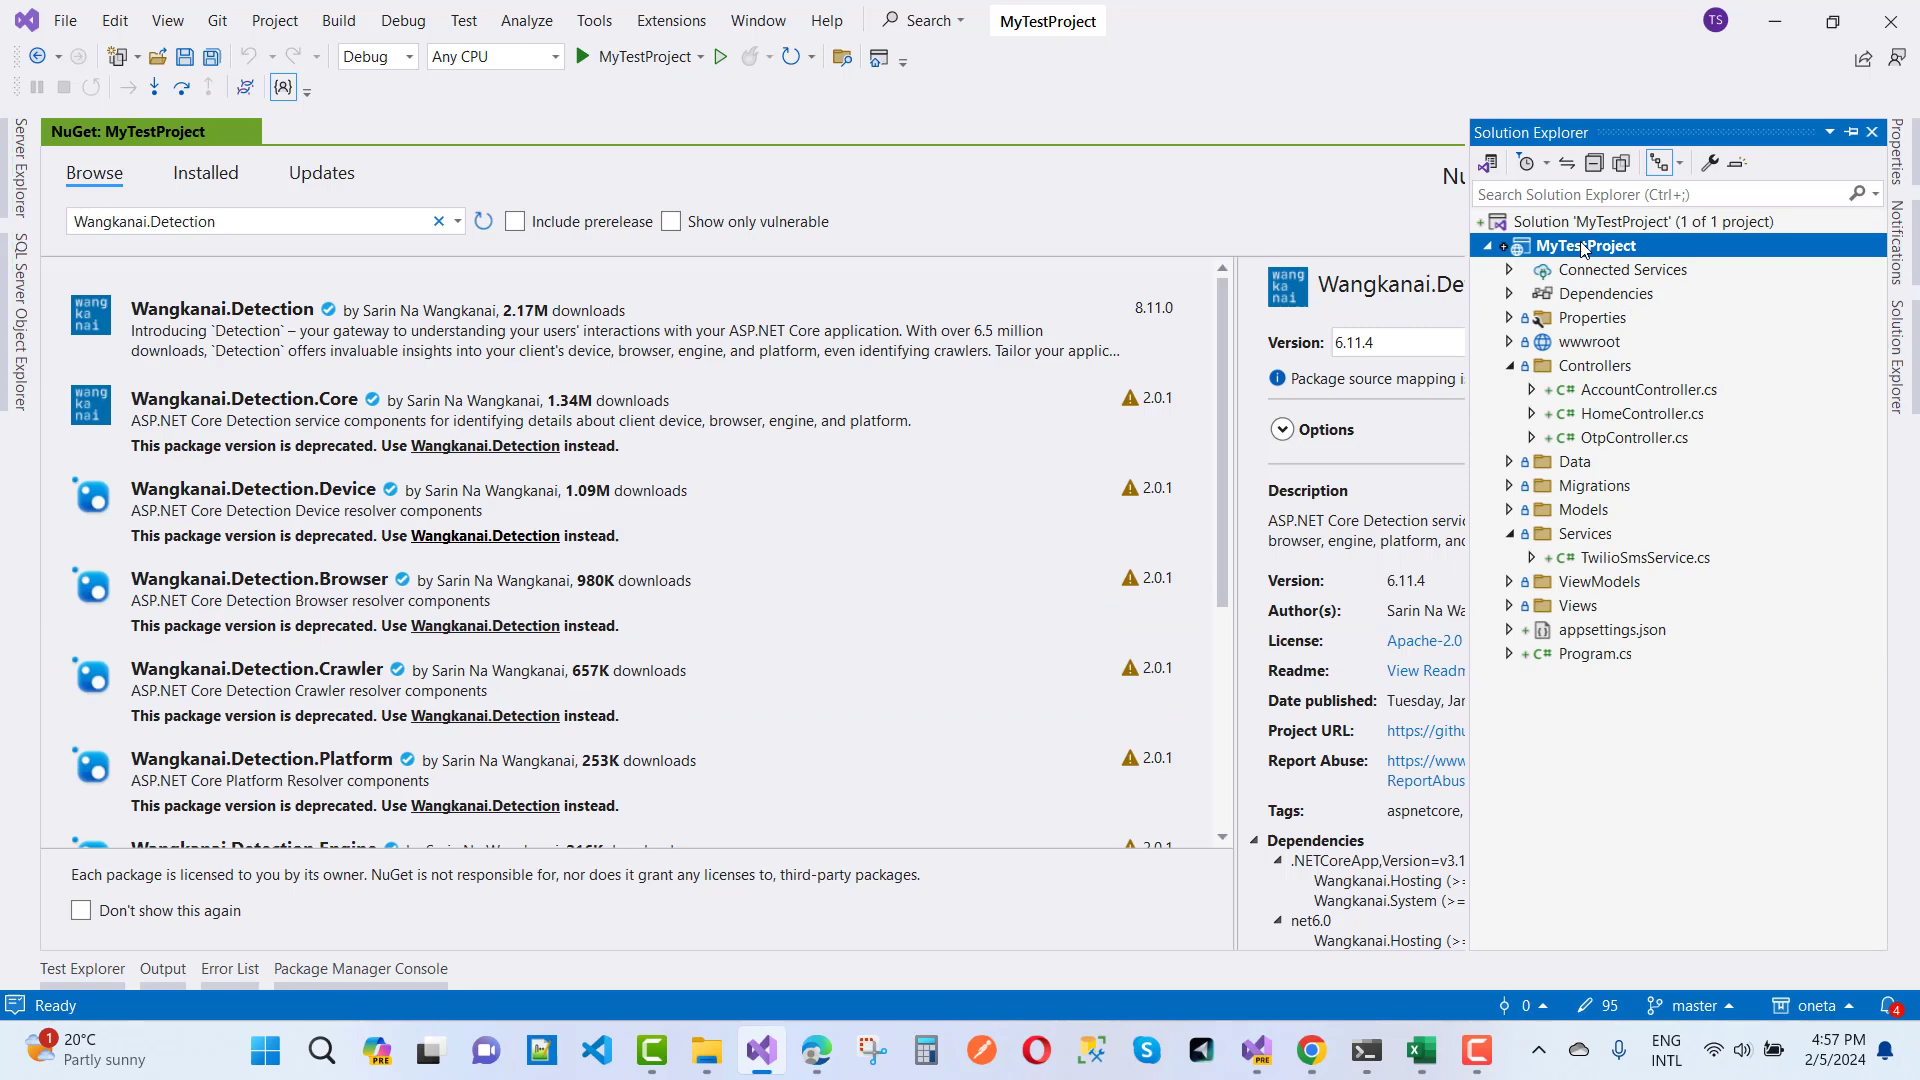 File Edit View Git Project Build Debug Test Analyze Tools Extensions Window Help Search MyTestProject TS
Debug Any CPU MyTestProject
NuGet: MyTestProject
Browse Installed Updates Nu
Wangkanai.Detection Include prerelease Show only vulnerable
Wangkanai.Detection by Sarin Na Wangkanai, 2.17M downloads 8.11.0
Introducing `Detection` – your gateway to understanding your users' interactions with your ASP.NET Core application. With over 6.5 million
downloads, `Detection` offers invaluable insights into your client's device, browser, engine, and platform, even identifying crawlers. Tailor your applic...
Wangkanai.Detection.Core by Sarin Na Wangkanai, 1.34M downloads 2.0.1
ASP.NET Core Detection service components for identifying details about client device, browser, engine, and platform.
This package version is deprecated. Use Wangkanai.Detection instead.
Wangkanai.Detection.Device by Sarin Na Wangkanai, 1.09M downloads 2.0.1
ASP.NET Core Detection Device resolver components
This package version is deprecated. Use Wangkanai.Detection instead.
Wangkanai.Detection.Browser by Sarin Na Wangkanai, 980K downloads 2.0.1
ASP.NET Core Detection Browser resolver components
This package version is deprecated. Use Wangkanai.Detection instead.
Wangkanai.Detection.Crawler by Sarin Na Wangkanai, 657K downloads 2.0.1
ASP.NET Core Detection Crawler resolver components
This package version is deprecated. Use Wangkanai.Detection instead.
Wangkanai.Detection.Platform by Sarin Na Wangkanai, 253K downloads 2.0.1
ASP.NET Core Platform Resolver components
This package version is deprecated. Use Wangkanai.Detection instead.
Each package is licensed to you by its owner. NuGet is not responsible for, nor does it grant any licenses to, third-party packages.
Don't show this again
wang
ka
nai
wang
ka
nai
wang
ka
nai
Wangkanai.De
Version: 6.11.4
Package source mapping i
Options
Description
ASP.NET Core Detection servic
browser, engine, platform, and
Version: 6.11.4
Author(s): Sarin Na Wa
License: Apache-2.0
Readme: View Readm
Date published: Tuesday, Jan
Project URL: https://githu
Report Abuse: https://www
ReportAbus
Tags: aspnetcore,
Dependencies
.NETCoreApp,Version=v3.1
Wangkanai.Hosting (>=
Wangkanai.System (>=
net6.0
Wangkanai.Hosting (>=
Solution Explorer
Search Solution Explorer (Ctrl+;)
Solution 'MyTestProject' (1 of 1 project)
MyTestProject
Connected Services
Dependencies
Properties
wwwroot
Controllers
C# AccountController.cs
C# HomeController.cs
C# OtpController.cs
Data
Migrations
Models
Services
C# TwilioSmsService.cs
ViewModels
Views
appsettings.json
C# Program.cs
Server Explorer
SQL Server Object Explorer
Properties
Notifications
Solution Explorer
Test Explorer Output Error List Package Manager Console
Ready 0 95 master oneta 4
1 20°C
Partly sunny
PRE
PRE
ENG
INTL
4:57 PM
2/5/2024